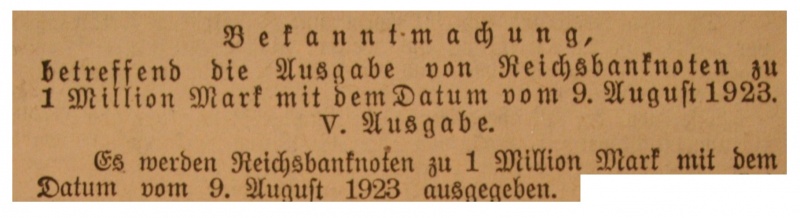 Bekanntmachung,
betreffend die Ausgabe von Reichsbanknoten zu
1 Million Mark mit dem Datum vom 9. August 1923.
V. Ausgabe.
Es werden Reichsbanknoten zu 1 Million Mark mit dem
Datum vom 9. August 1923 ausgegeben.